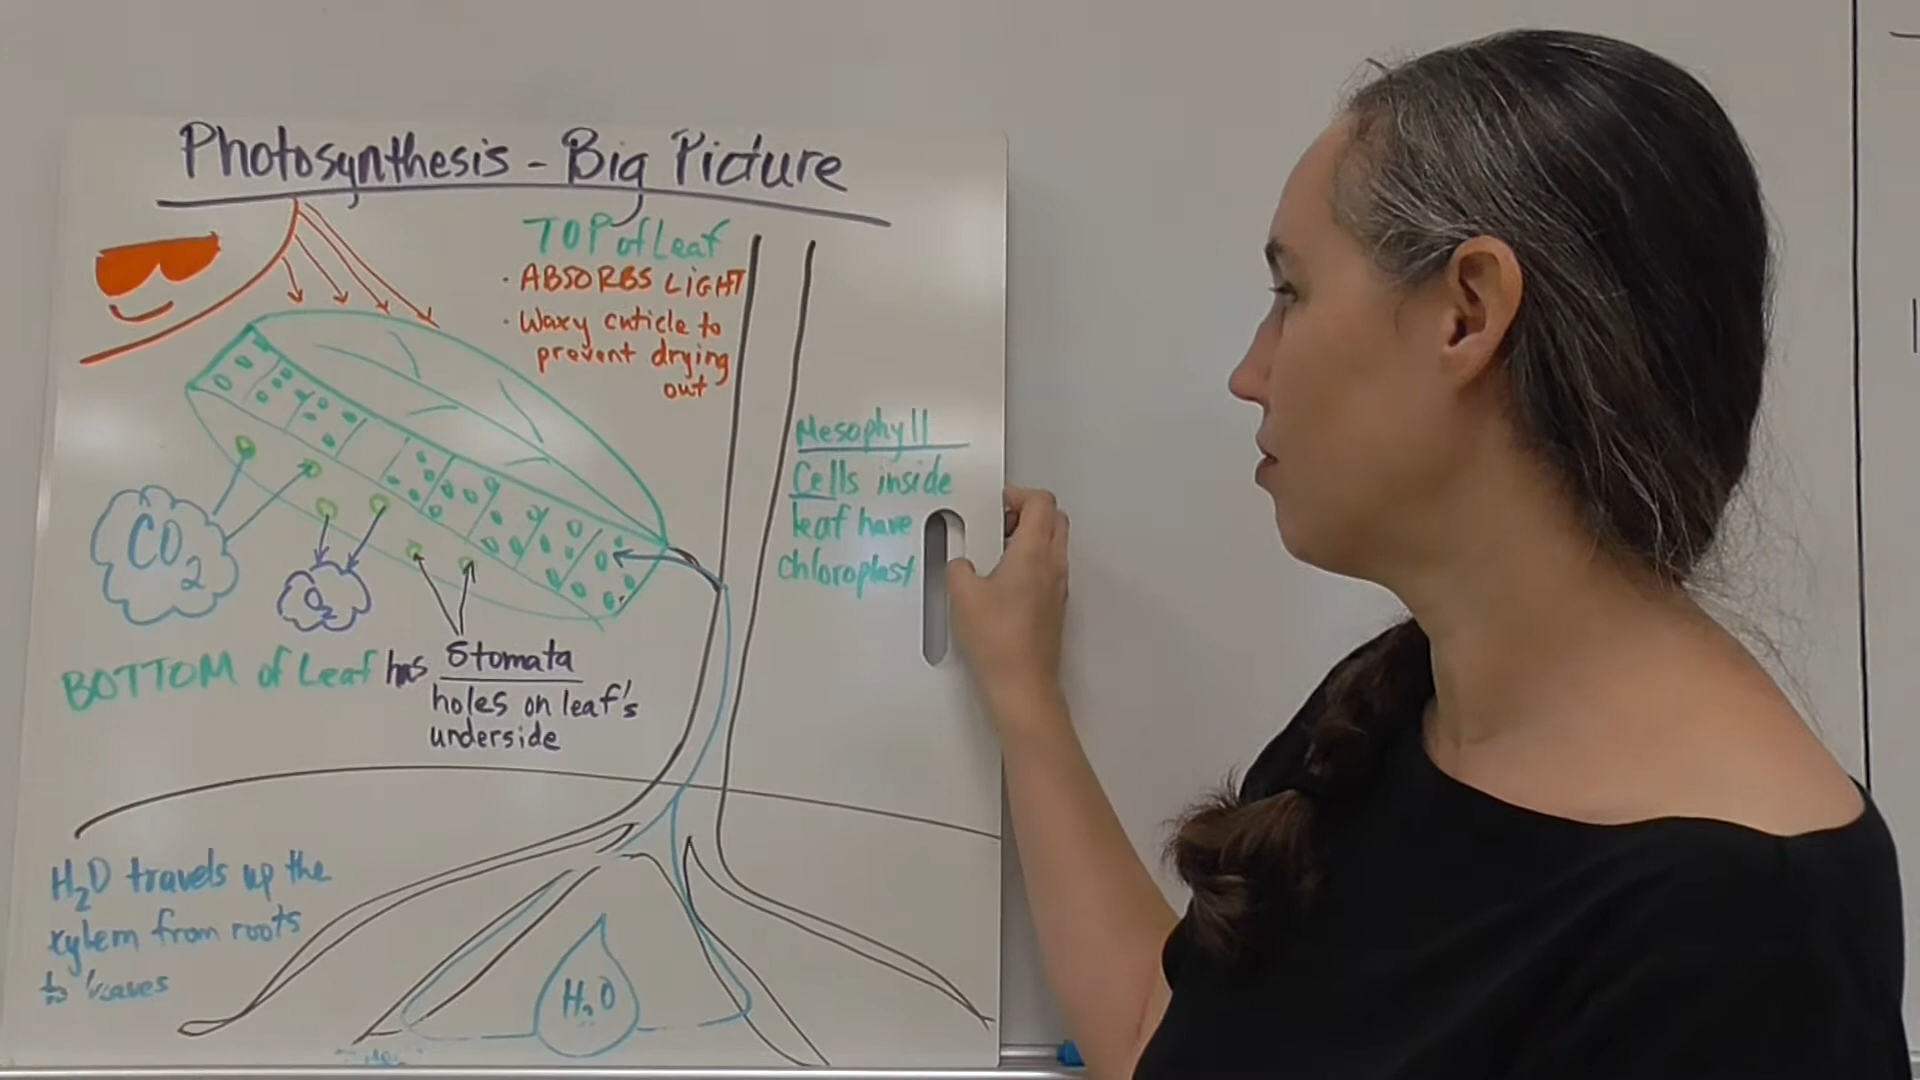 Photosynthesis - Big Picture
TOP of Leaf
· ABSORBS LIGHT
· Waxy cuticle to
prevent drying
out
Mesophyll
Cells inside
leaf have
chloroplast
CO2
O2
BOTTOM of Leaf has Stomata
holes on leaf's
underside
H2O travels up the
xylem from roots
to leaves
H2O